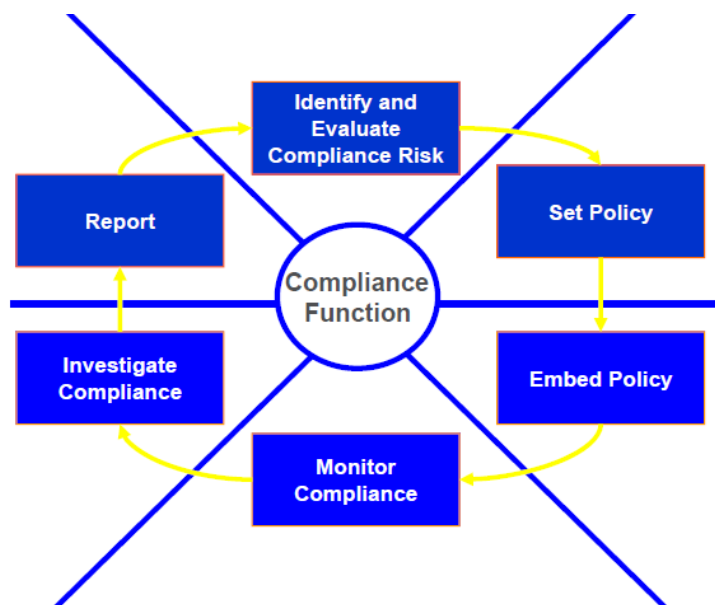 Identify and
Evaluate
Compliance Risk
Set Policy
Embed Policy
Monitor
Compliance
Investigate
Compliance
Report
Compliance
Function